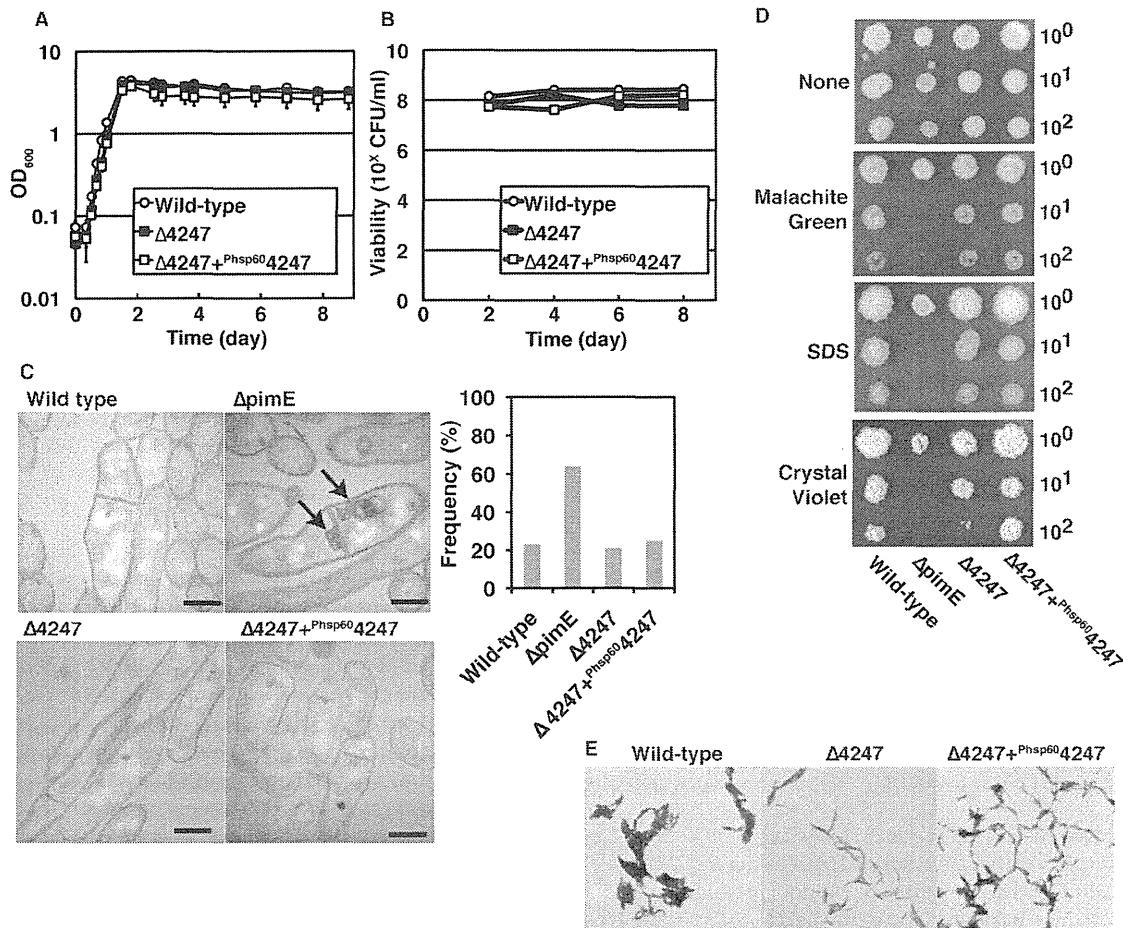 A
10
1
0.1
0.01
OD600
0 2 4 6 8
Time (day)
Wild-type
Δ4247
Δ4247+Phsp604247
B
10
8
6
4
2
0
Viability (10X CFU/ml)
0 2 4 6 8
Time (day)
Wild-type
Δ4247
Δ4247+Phsp604247
C
Wild type
ΔpimE
Δ4247
Δ4247+Phsp604247
100
80
60
40
20
0
Frequency (%)
Wild-type
ΔpimE
Δ4247
Δ4247+Phsp604247
D
None
100
101
102
Malachite
Green
100
101
102
SDS
100
101
102
Crystal
Violet
100
101
102
Wild-type
ΔpimE
Δ4247
Δ4247+Phsp604247
E
Wild-type
Δ4247
Δ4247+Phsp604247